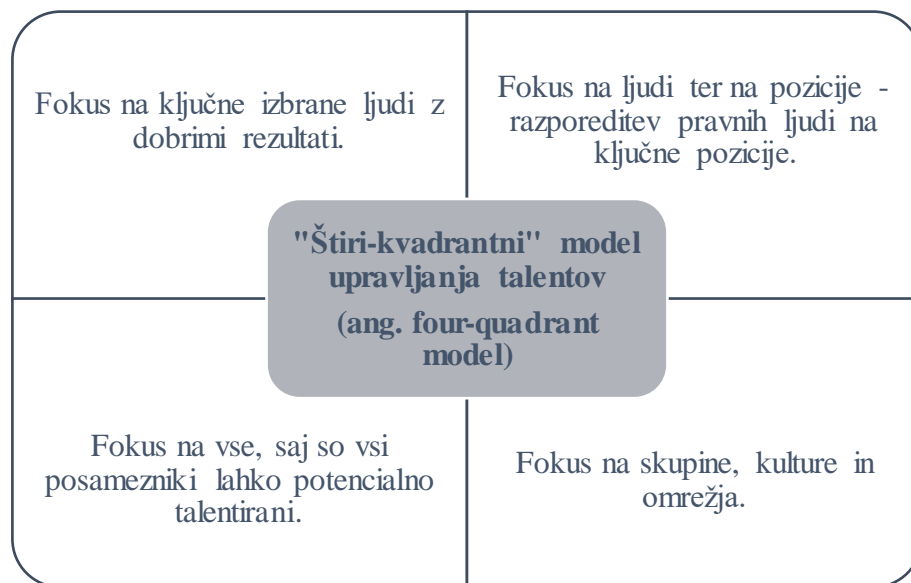 Fokus na ključne izbrane ljudi z
dobrimi rezultati.
Fokus na ljudi ter na pozicije -
razporeditev pravnih ljudi na
ključne pozicije.
"Štiri-kvadrantni" model
upravljanja talentov
(ang. four-quadrant
model)
Fokus na vse, saj so vsi
posamezniki lahko potencialno
talentirani.
Fokus na skupine, kulture in
omrežja.